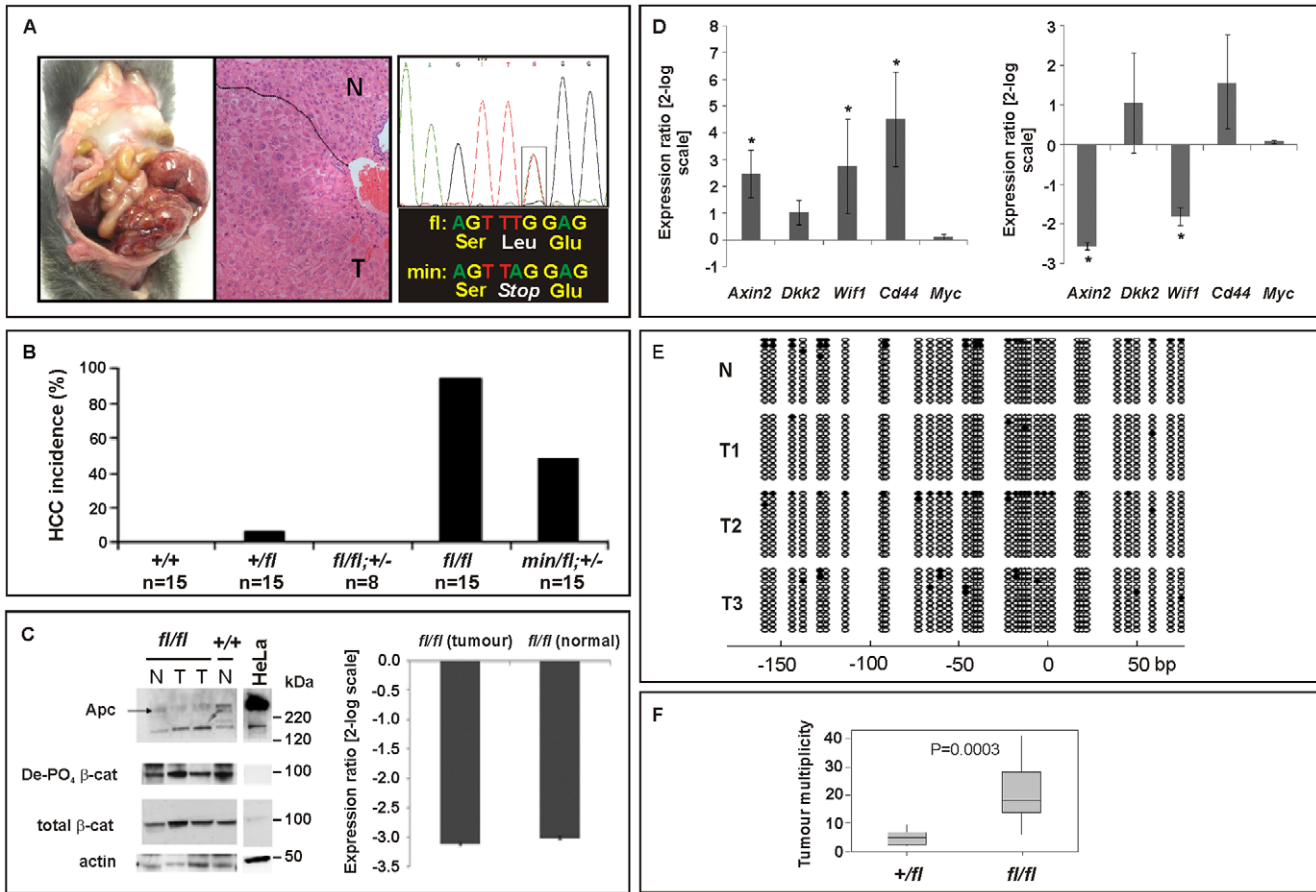 A
N
T
A A G T T G G
fl: AGT TTG GAG
Ser Leu Glu
min: AGT TAG GAG
Ser Stop Glu
B
HCC incidence (%)
100
80
60
40
20
0
+/+ +/fl fl/fl;+/- fl/fl min/fl;+/-
n=15 n=15 n=8 n=15 n=15
C
fl/fl +/+ HeLa
N T T N kDa
Apc
220
120
De-PO4 β-cat 100
total β-cat 100
actin 50
fl/fl (tumour) fl/fl (normal)
Expression ratio [2-log scale]
0.0
-0.5
-1.0
-1.5
-2.0
-2.5
-3.0
-3.5
D
Expression ratio [2-log scale]
8
7
6
5
4
3
2
1
0
-1
* * *
Axin2 Dkk2 Wif1 Cd44 Myc
Expression ratio [2-log scale]
3
2
1
0
-1
-2
-3
* *
Axin2 Dkk2 Wif1 Cd44 Myc
E
N
T1
T2
T3
-150 -100 -50 0 50 bp
F
Tumour multiplicity
40
30
20
10
0
P=0.0003
+/fl fl/fl